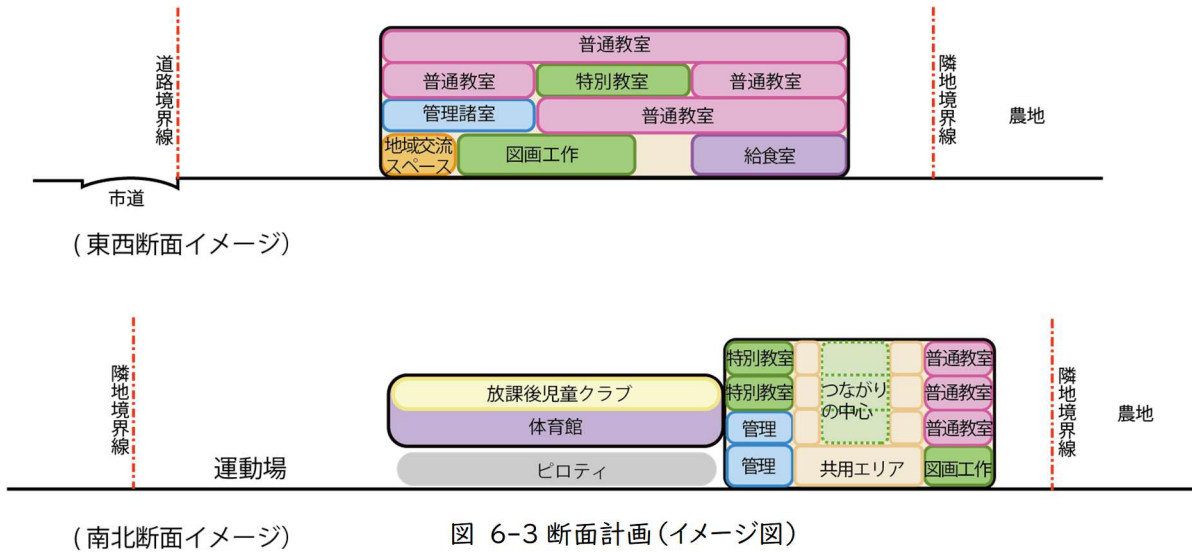 普通教室
普通教室
特別教室
普通教室
管理諸室
普通教室
地域交流
スペース
図画工作
給食室
道路境界線
隣地境界線
農地
市道
(東西断面イメージ)
隣地境界線
運動場
放課後児童クラブ
体育館
ピロティ
特別教室
特別教室
管理
管理
つながり
の中心
共用エリア
普通教室
普通教室
普通教室
図画工作
隣地境界線
農地
(南北断面イメージ)
図 6-3 断面計画(イメージ図)